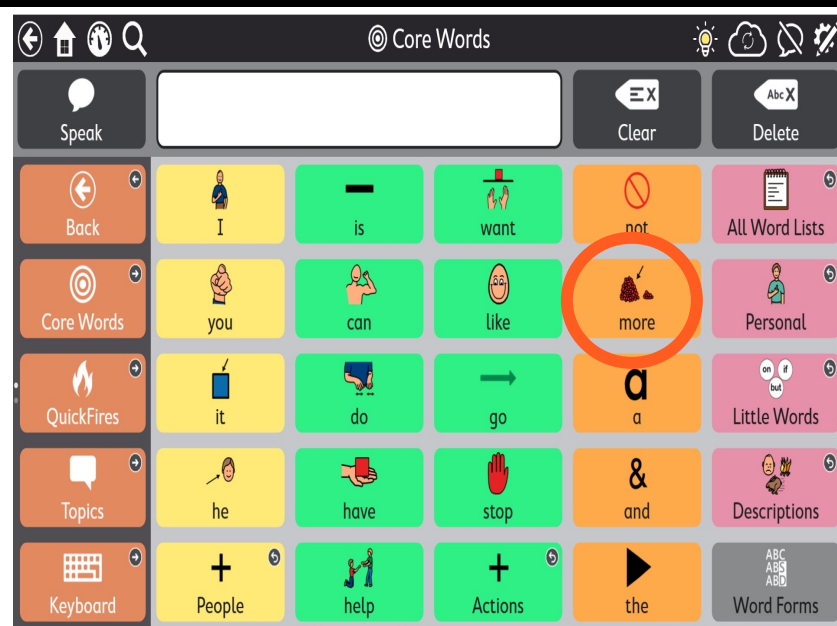 Core Words
Speak
Clear
Abc X
Delete
Back
I
is
want
not
All Word Lists
Core Words
you
can
like
more
Personal
QuickFires
it
do
go
a
a
on if
but
Little Words
Topics
he
have
stop
&
and
Descriptions
Keyboard
+
People
help
+
Actions
the
ABC
ABS
ABD
Word Forms